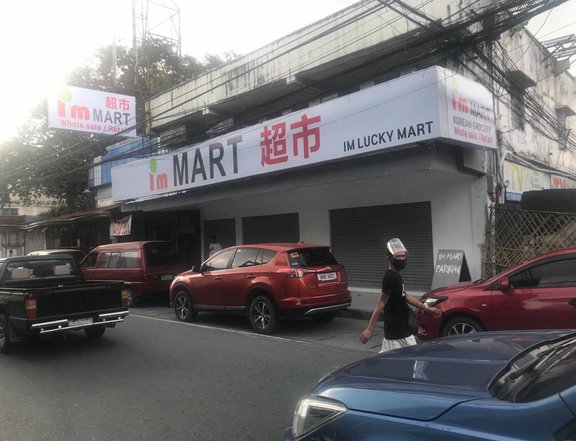 im MART 超市
Whole sale / Retail
im MART 超市 IM LUCKY MART
im MART
KOREAN GROCERY
Whole sale / Retail
IM MART
PARKING